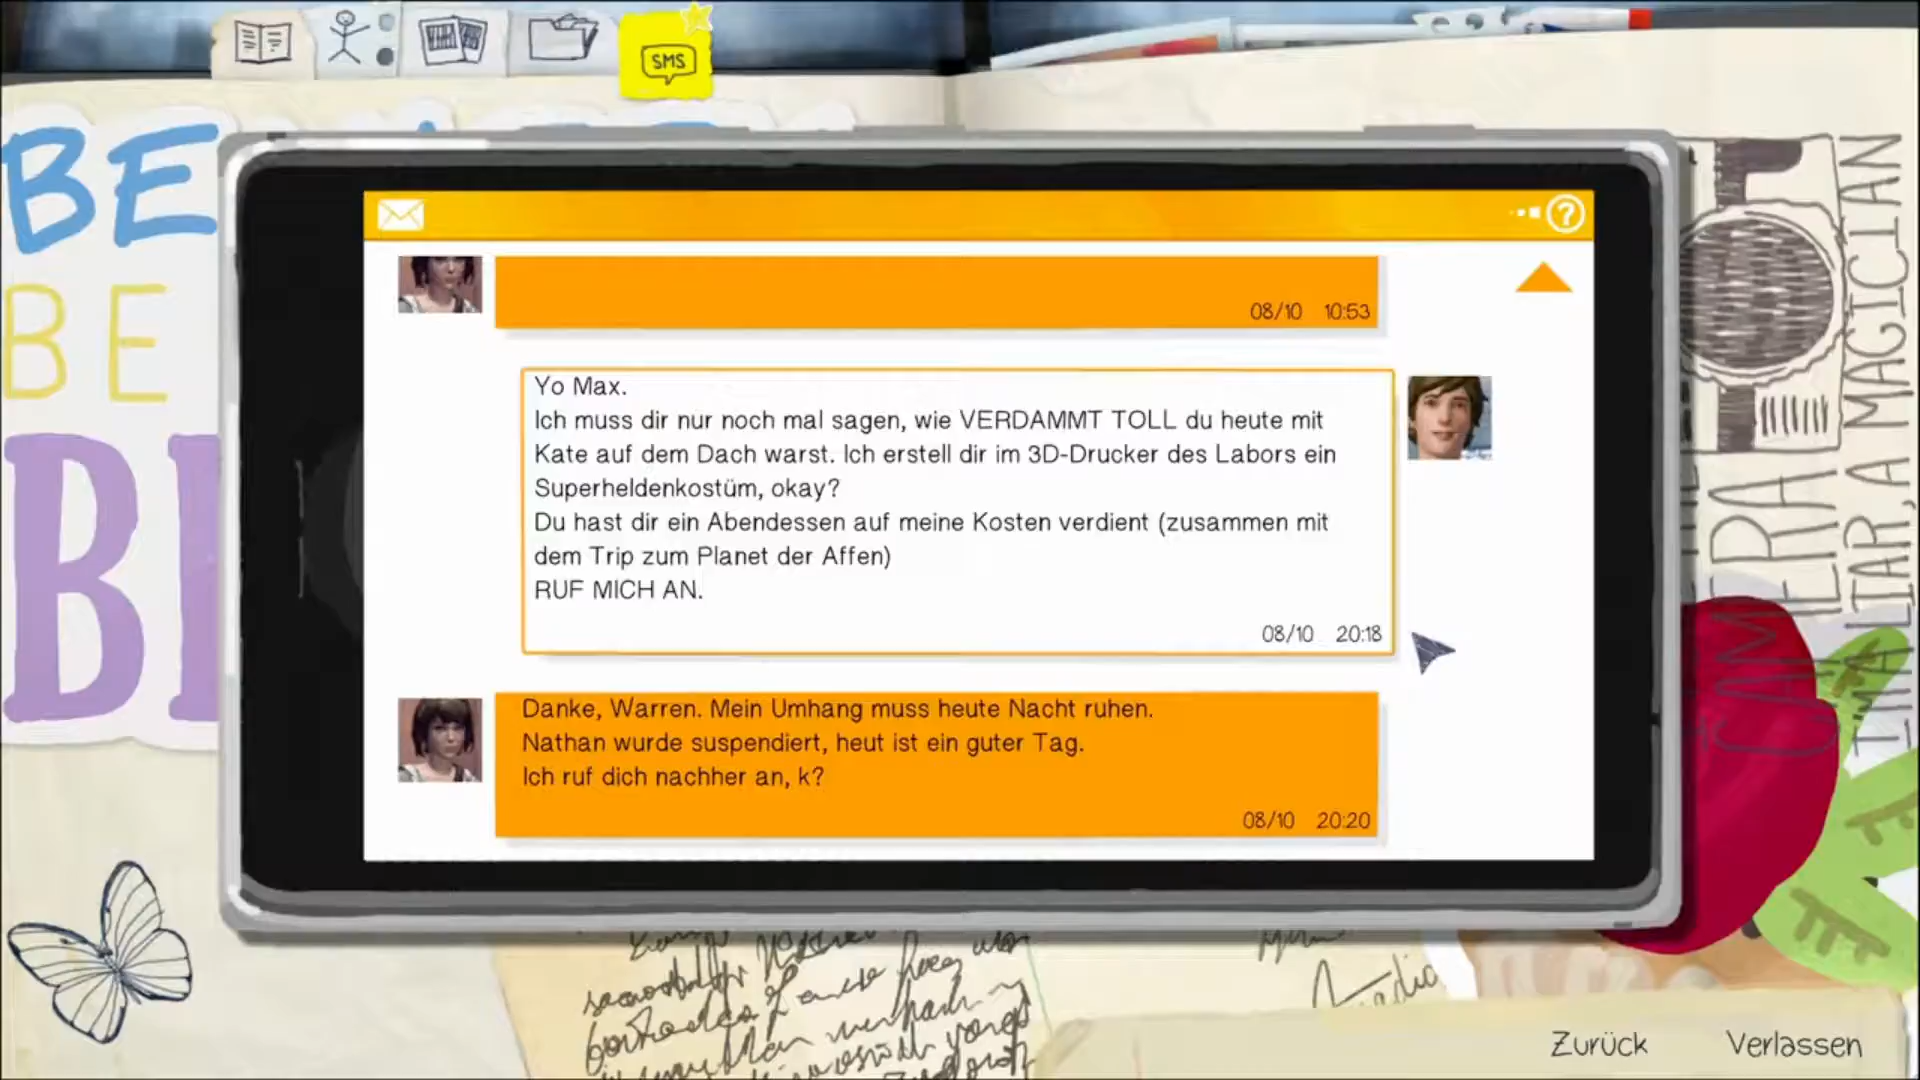 SMS
BE
BE
08/10 10:53
Yo Max.
Ich muss dir nur noch mal sagen, wie VERDAMMT TOLL du heute mit
Kate auf dem Dach warst. Ich erstell dir im 3D-Drucker des Labors ein
Superheldenkostüm, okay?
Du hast dir ein Abendessen auf meine Kosten verdient (zusammen mit
dem Trip zum Planet der Affen)
RUF MICH AN.
08/10 20:18
Danke, Warren. Mein Umhang muss heute Nacht ruhen.
Nathan wurde suspendiert, heut ist ein guter Tag.
Ich ruf dich nachher an, k?
08/10 20:20
CAMERA
LIAR, A MAGICIAN
Zurück Verlassen